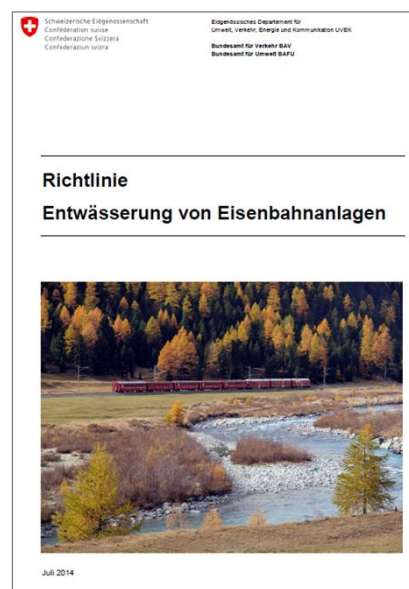 Schweizerische Eidgenossenschaft
Confédération suisse
Confederazione Svizzera
Confederaziun svizra
Eidgenössisches Departement für
Umwelt, Verkehr, Energie und Kommunikation UVEK
Bundesamt für Verkehr BAV
Bundesamt für Umwelt BAFU
Richtlinie
Entwässerung von Eisenbahnanlagen
Juli 2014